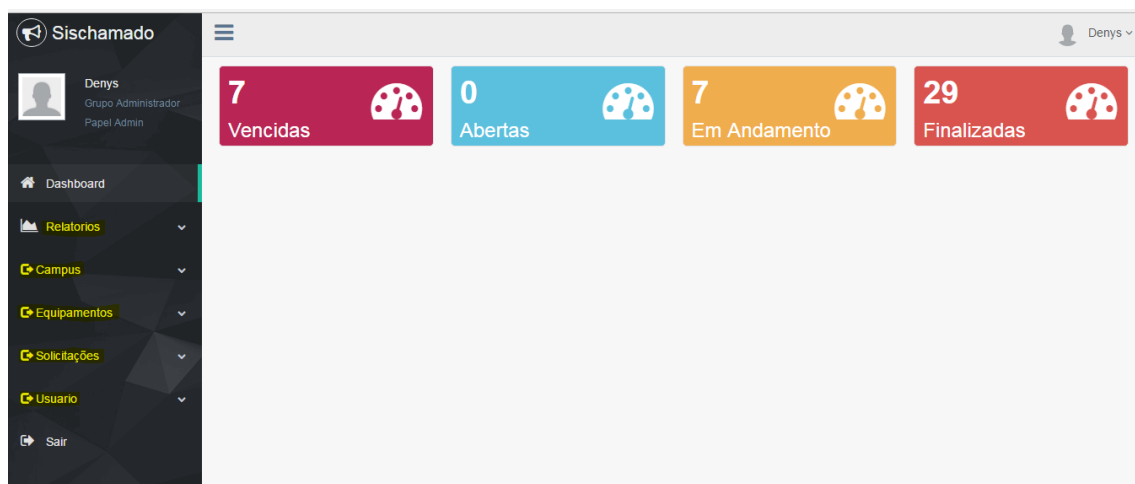 Sischamado
Denys
Denys
Grupo Administrador
Papel Admin
7
Vencidas
0
Abertas
7
Em Andamento
29
Finalizadas
Dashboard
Relatorios
Campus
Equipamentos
Solicitações
Usuario
Sair